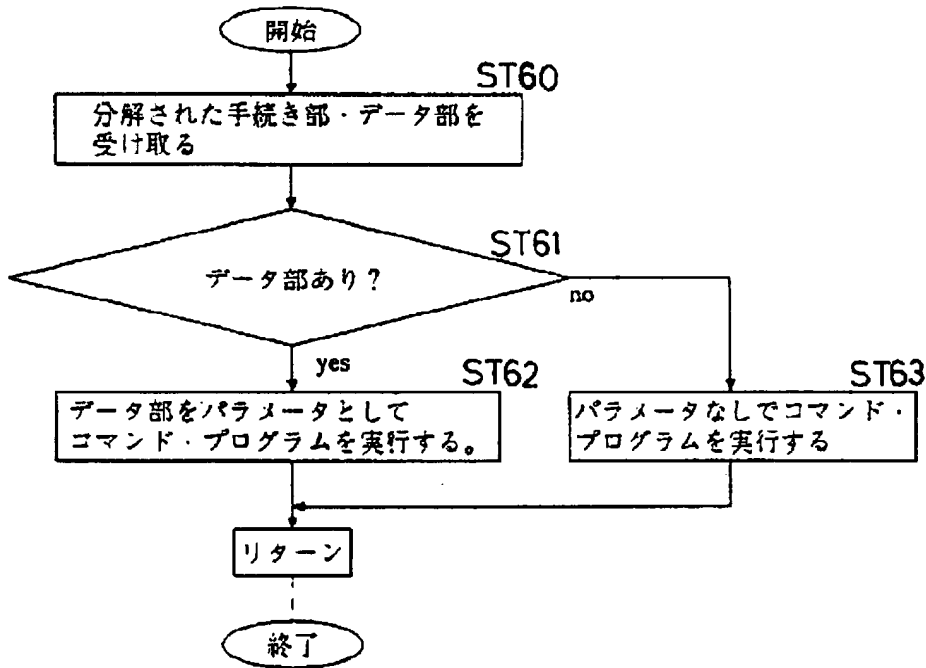 開始
ST60
分解された手続き部・データ部を
受け取る
ST61
データ部あり?
no
yes
ST62
データ部をパラメータとして
コマンド・プログラムを実行する。
ST63
パラメータなしでコマンド・
プログラムを実行する
リターン
終了